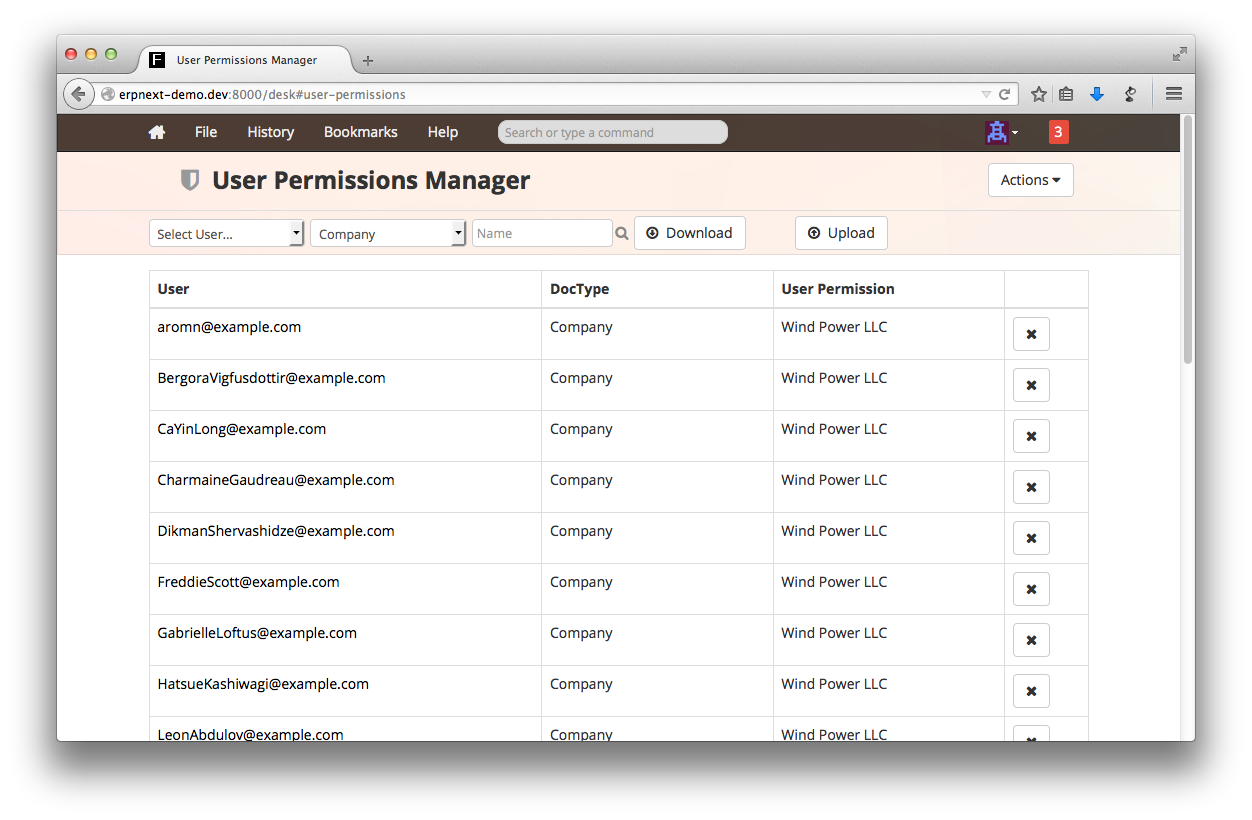 User Permissions Manager
erpnext-demo.dev:8000/desk#user-permissions
File History Bookmarks Help Search or type a command 3
User Permissions Manager Actions
Select User... Company Name Download Upload
User DocType User Permission
aromn@example.com Company Wind Power LLC
BergoraVigfusdottir@example.com Company Wind Power LLC
CaYinLong@example.com Company Wind Power LLC
CharmaineGaudreau@example.com Company Wind Power LLC
DikmanShervashidze@example.com Company Wind Power LLC
FreddieScott@example.com Company Wind Power LLC
GabrielleLoftus@example.com Company Wind Power LLC
HatsueKashiwagi@example.com Company Wind Power LLC
LeonAbdulov@example.com Company Wind Power LLC